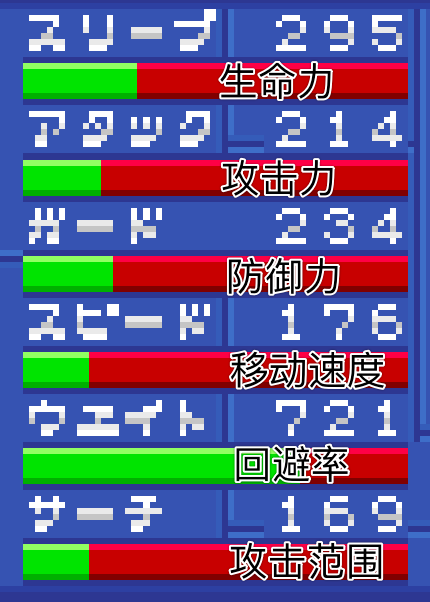 スリープ 295
生命力
アタック 214
攻击力
ガード 234
防御力
スピード 176
移动速度
ウェイト 721
回避率
サーチ 169
攻击范围